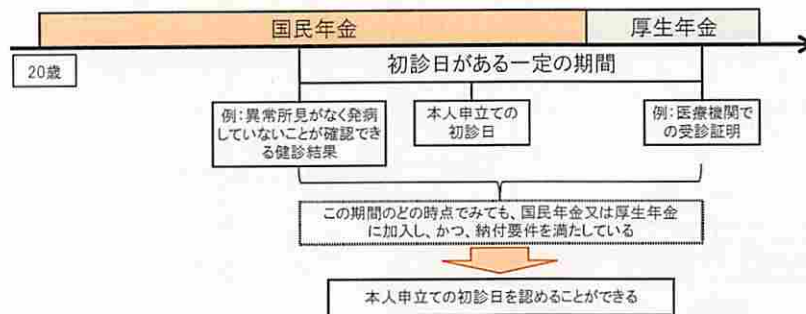 国民年金
厚生年金
20歳
初診日がある一定の期間
例：異常所見がなく発病
していないことが確認でき
る健診結果
本人申立ての
初診日
例：医療機関で
の受診証明
この期間のどの時点でみても、国民年金又は厚生年金
に加入し、かつ、納付要件を満たしている
本人申立ての初診日を認めることができる